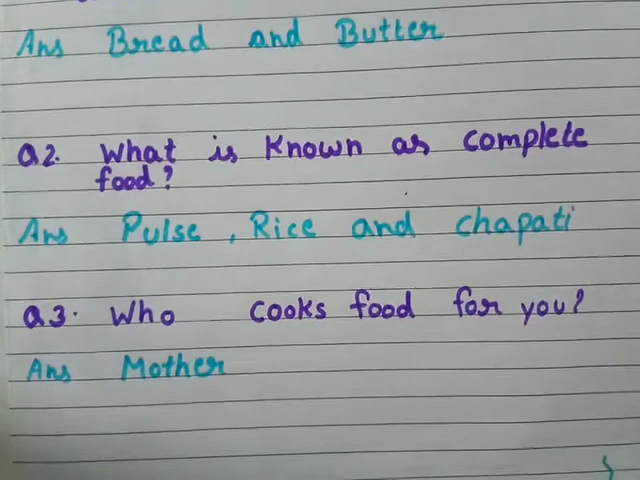 Ans Bread and Butter
Q2. What is known as complete
food?
Ans Pulse, Rice and chapati
Q3. Who cooks food for you?
Ans Mother